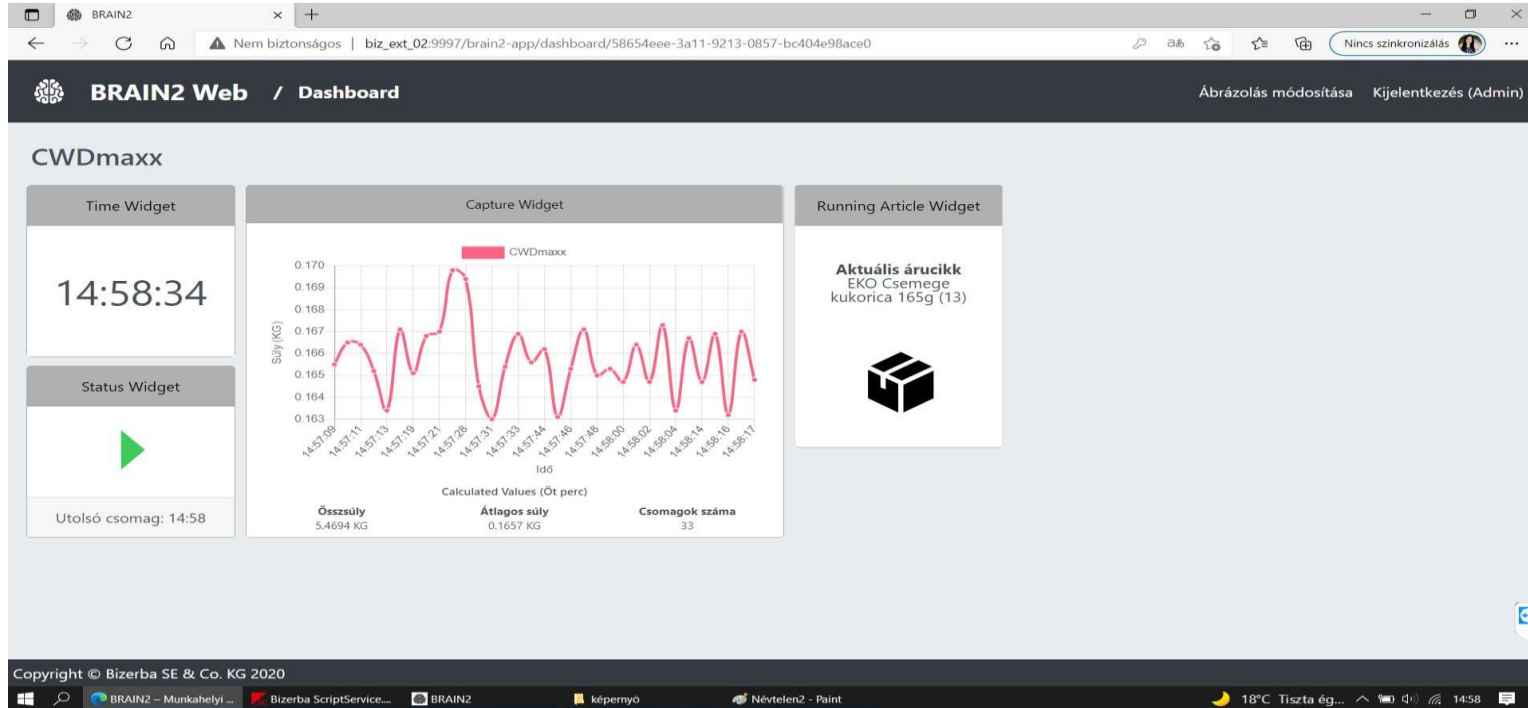 BRAIN2
Nem biztonságos | biz_ext_02:9997/brain2-app/dashboard/58654eee-3a11-9213-0857-bc404e98ace0
Nincs szinkronizálás
BRAIN2 Web / Dashboard
Ábrázolás módosítása Kijelentkezés (Admin)
CWDmaxx
Time Widget
14:58:34
Status Widget
Utolsó csomag: 14:58
Capture Widget
CWDmaxx
Súly (KG)
0.170
0.169
0.168
0.167
0.166
0.165
0.164
0.163
14:57:09 14:57:11 14:57:13 14:57:19 14:57:21 14:57:28 14:57:31 14:57:33 14:57:44 14:57:46 14:57:48 14:58:00 14:58:02 14:58:04 14:58:14 14:58:16 14:58:17
Idő
Calculated Values (Öt perc)
Összsúly Átlagos súly Csomagok száma
5.4694 KG 0.1657 KG 33
Running Article Widget
Aktuális árucikk
EKO Csemege
kukorica 165g (13)
Copyright © Bizerba SE & Co. KG 2020
BRAIN2 – Munkahelyi ... Bizerba ScriptService.... BRAIN2 képernyö Névtelen2 - Paint 18°C Tiszta ég... 14:58